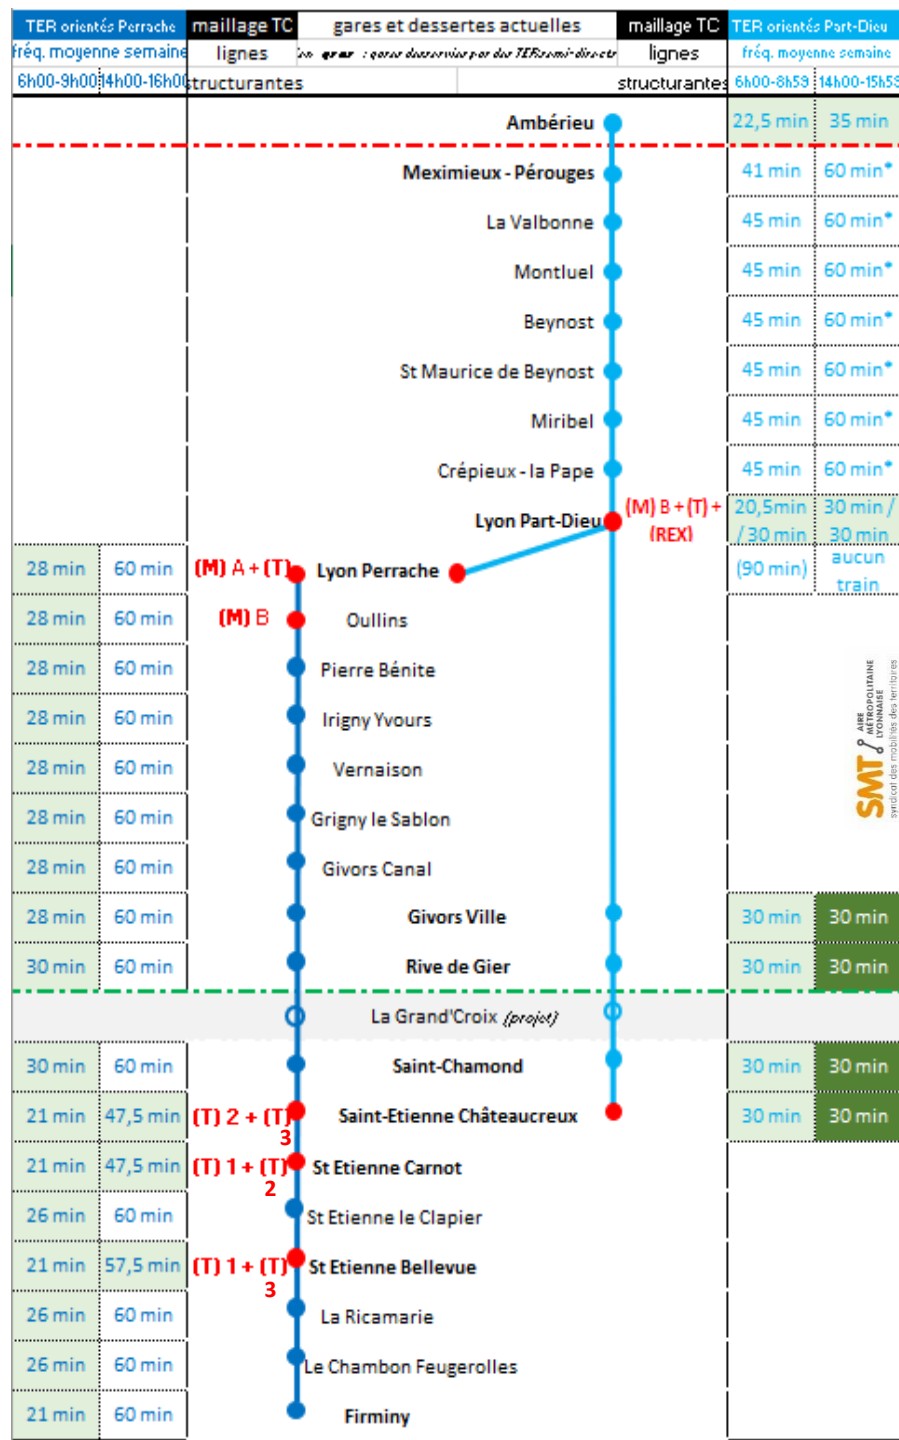 TER orientés Perrache maillage TC gares et dessertes actuelles maillage TC TER orientés Part-Dieu
fréq. moyenne semaine lignes : gares desservies par des TER semi-directs lignes fréq. moyenne semaine
6h00-9h00 14h00-16h00 structurantes structurantes 6h00-8h59 14h00-15h59
Ambérieu 22,5 min 35 min
Meximieux - Pérouges 41 min 60 min*
La Valbonne 45 min 60 min*
Montluel 45 min 60 min*
Beynost 45 min 60 min*
St Maurice de Beynost 45 min 60 min*
Miribel 45 min 60 min*
Crépieux - la Pape 45 min 60 min*
Lyon Part-Dieu (M) B + (T) + (REX) 20,5min / 30 min 30 min / 30 min
28 min 60 min (M) A + (T) Lyon Perrache (90 min) aucun train
28 min 60 min (M) B Oullins
28 min 60 min Pierre Bénite
28 min 60 min Irigny Yvours
28 min 60 min Vernaison
28 min 60 min Grigny le Sablon
28 min 60 min Givors Canal
28 min 60 min Givors Ville 30 min 30 min
30 min 60 min Rive de Gier 30 min 30 min
La Grand'Croix (projet)
30 min 60 min Saint-Chamond 30 min 30 min
21 min 47,5 min (T) 2 + (T) 3 Saint-Etienne Châteaucreux 30 min 30 min
21 min 47,5 min (T) 1 + (T) 2 St Etienne Carnot
26 min 60 min St Etienne le Clapier
21 min 57,5 min (T) 1 + (T) 3 St Etienne Bellevue
26 min 60 min La Ricamarie
26 min 60 min Le Chambon Feugerolles
21 min 60 min Firminy
SMT AIRE MÉTROPOLITAINE LYONNAISE
syndicat des mobilités des territoires